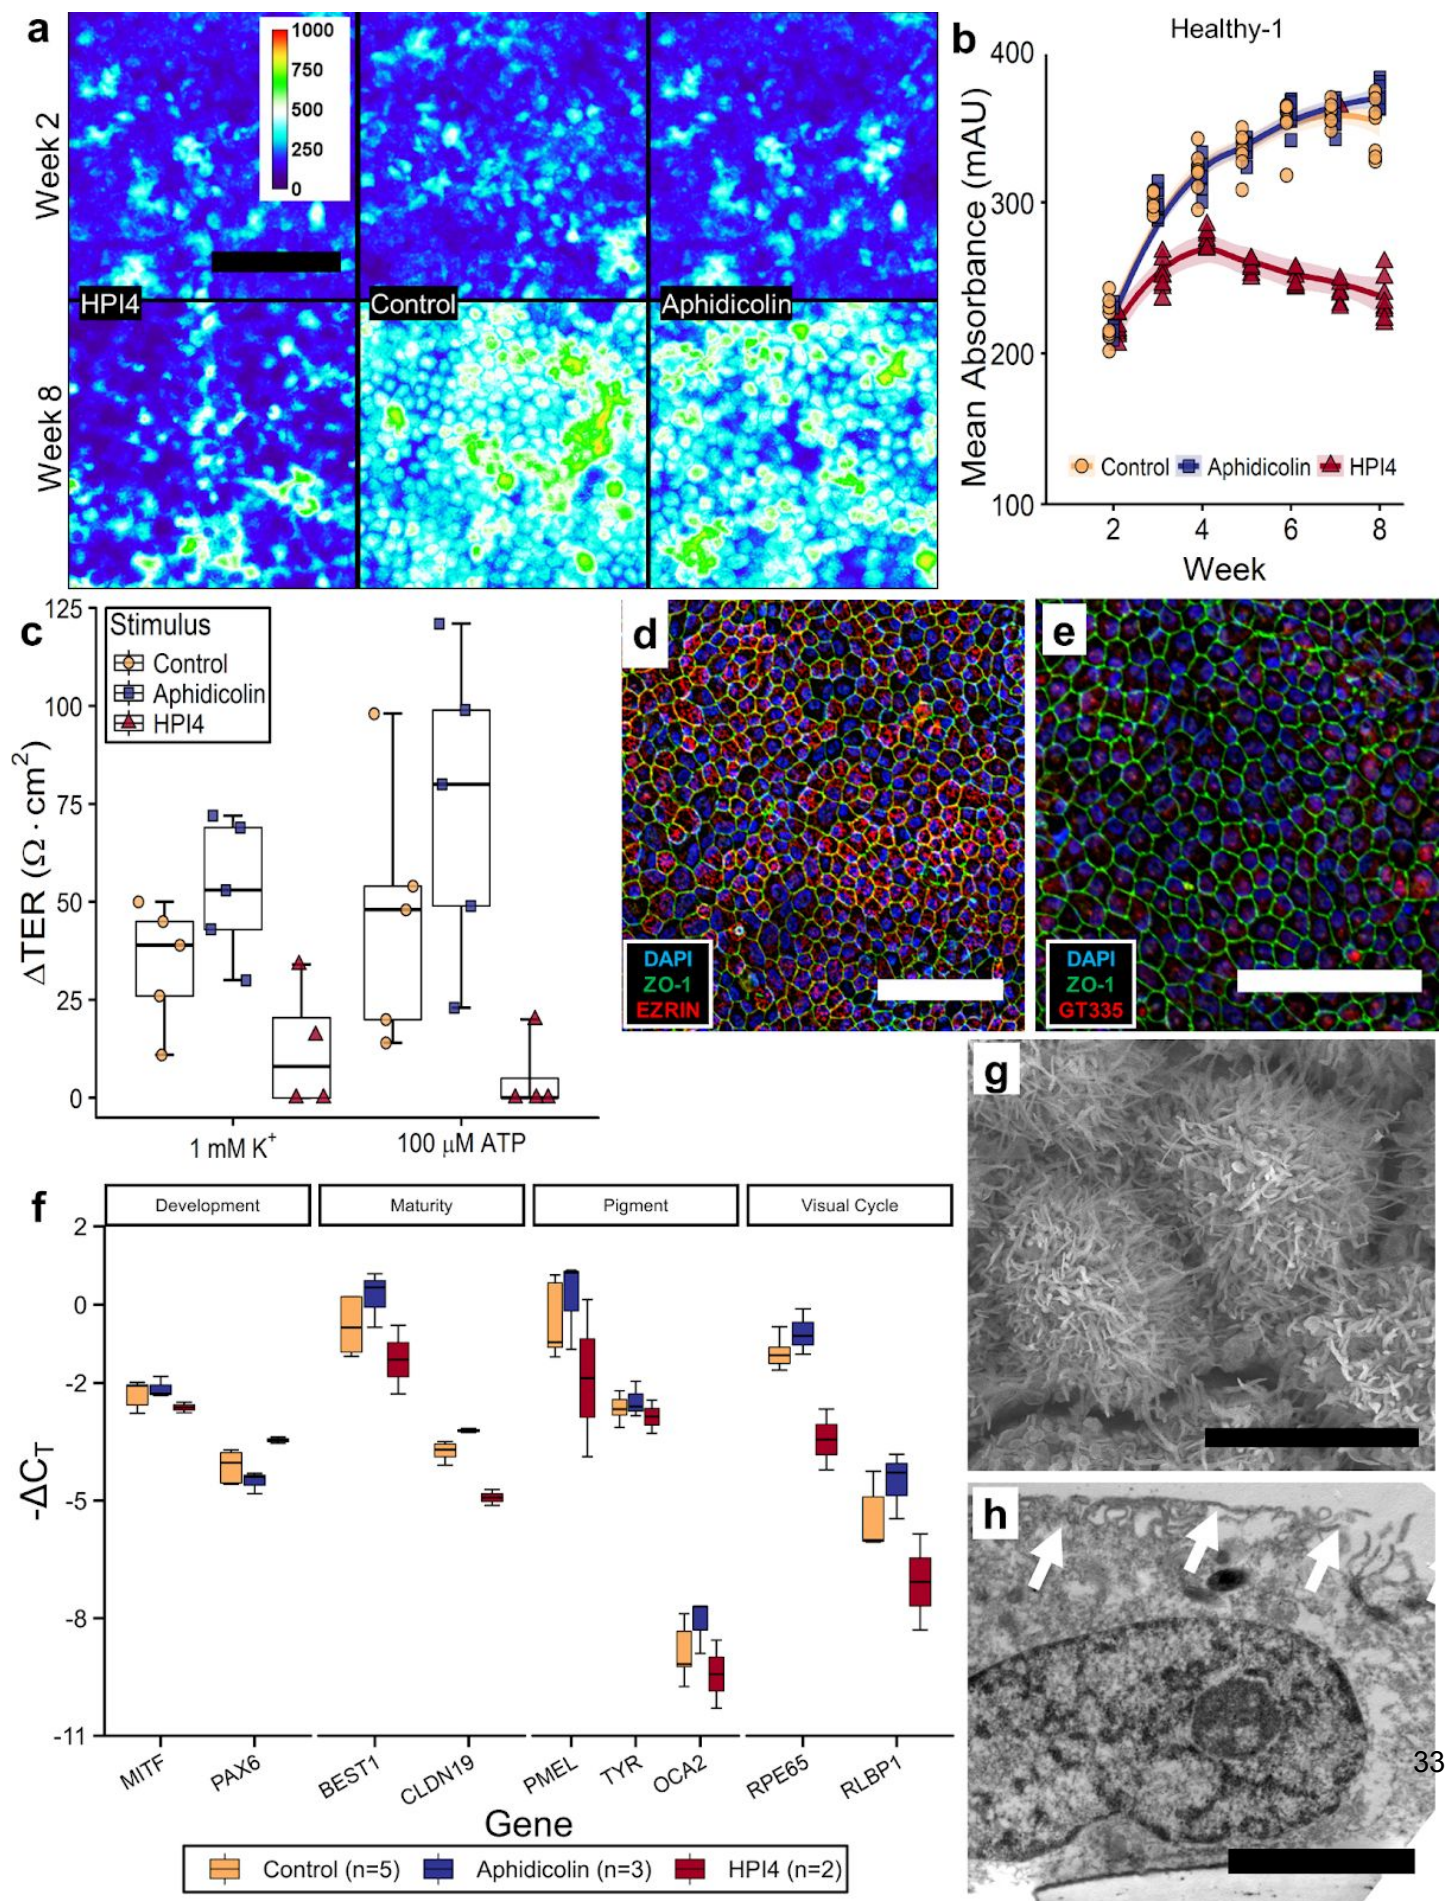 a
1000
750
500
250
0
Week 2
Week 8
HPI4
Control
Aphidicolin
b
Healthy-1
400
300
200
100
Mean Absorbance (mAU)
Control Aphidicolin HPI4
2 4 6 8
Week
c
Stimulus
Control
Aphidicolin
HPI4
125
100
75
50
25
0
ΔTER (Ω · cm²)
1 mM K⁺ 100 μM ATP
d
DAPI
ZO-1
EZRIN
e
DAPI
ZO-1
GT335
f
Development Maturity Pigment Visual Cycle
2
0
-2
-5
-8
-11
-ΔC_T
MITF PAX6 BEST1 CLDN19 PMEL TYR OCA2 RPE65 RLBP1
Gene
Control (n=5) Aphidicolin (n=3) HPI4 (n=2)
g
h
33